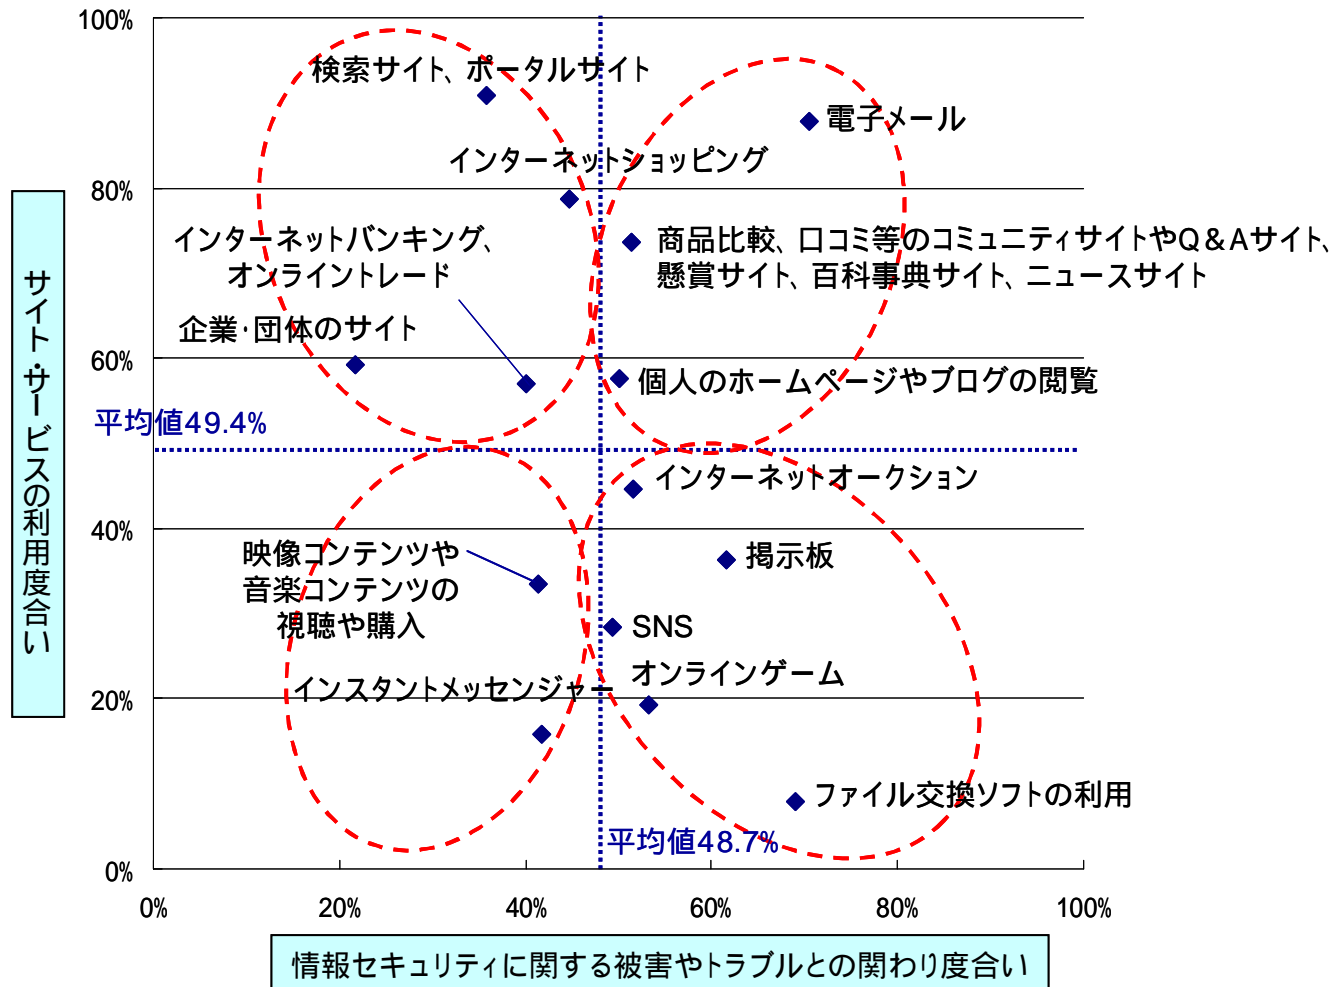 100%
検索サイト、ポータルサイト
電子メール
インターネットショッピング
80%
インターネットバンキング、
オンライントレード
商品比較、口コミ等のコミュニティサイトやQ&Aサイト、
懸賞サイト、百科事典サイト、ニュースサイト
企業・団体のサイト
60%
個人のホームページやブログの閲覧
平均値49.4%
サイト・サービスの利用度合い
インターネットオークション
40%
映像コンテンツや
音楽コンテンツの
視聴や購入
掲示板
SNS
オンラインゲーム
インスタントメッセンジャー
20%
ファイル交換ソフトの利用
平均値48.7%
0%
0%
20%
40%
60%
80%
100%
情報セキュリティに関する被害やトラブルとの関わり度合い